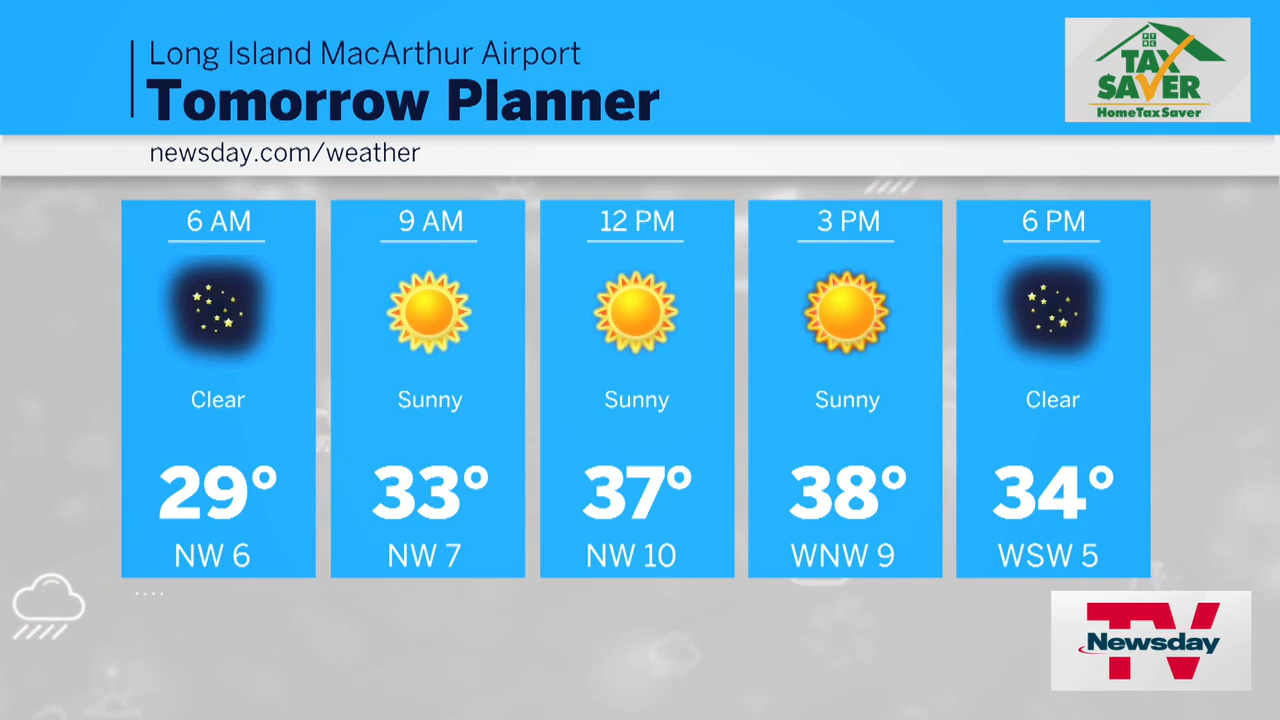 Long Island MacArthur Airport
Tomorrow Planner
newsday.com/weather
TAX
SAVER
HomeTaxSaver
6 AM
Clear
29°
NW 6
9 AM
Sunny
33°
NW 7
12 PM
Sunny
37°
NW 10
3 PM
Sunny
38°
WNW 9
6 PM
Clear
34°
WSW 5
TV
Newsday